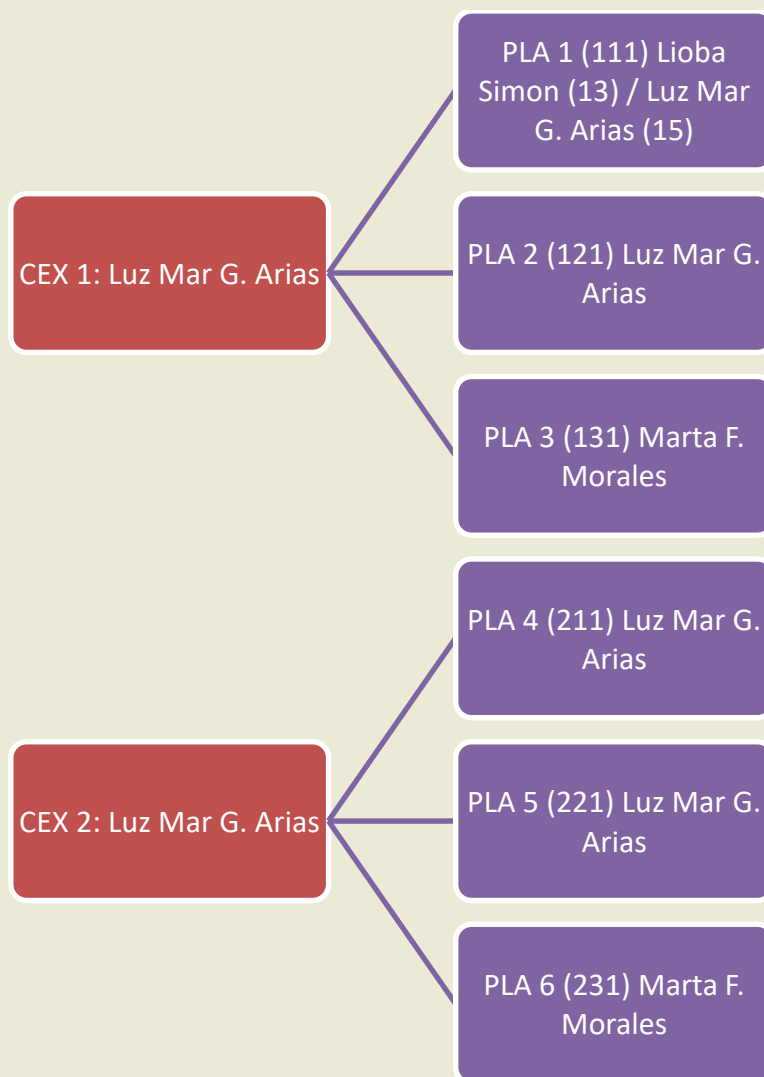 CEX 1: Luz Mar G. Arias
PLA 1 (111) Lioba
Simon (13) / Luz Mar
G. Arias (15)
PLA 2 (121) Luz Mar G.
Arias
PLA 3 (131) Marta F.
Morales
CEX 2: Luz Mar G. Arias
PLA 4 (211) Luz Mar G.
Arias
PLA 5 (221) Luz Mar G.
Arias
PLA 6 (231) Marta F.
Morales